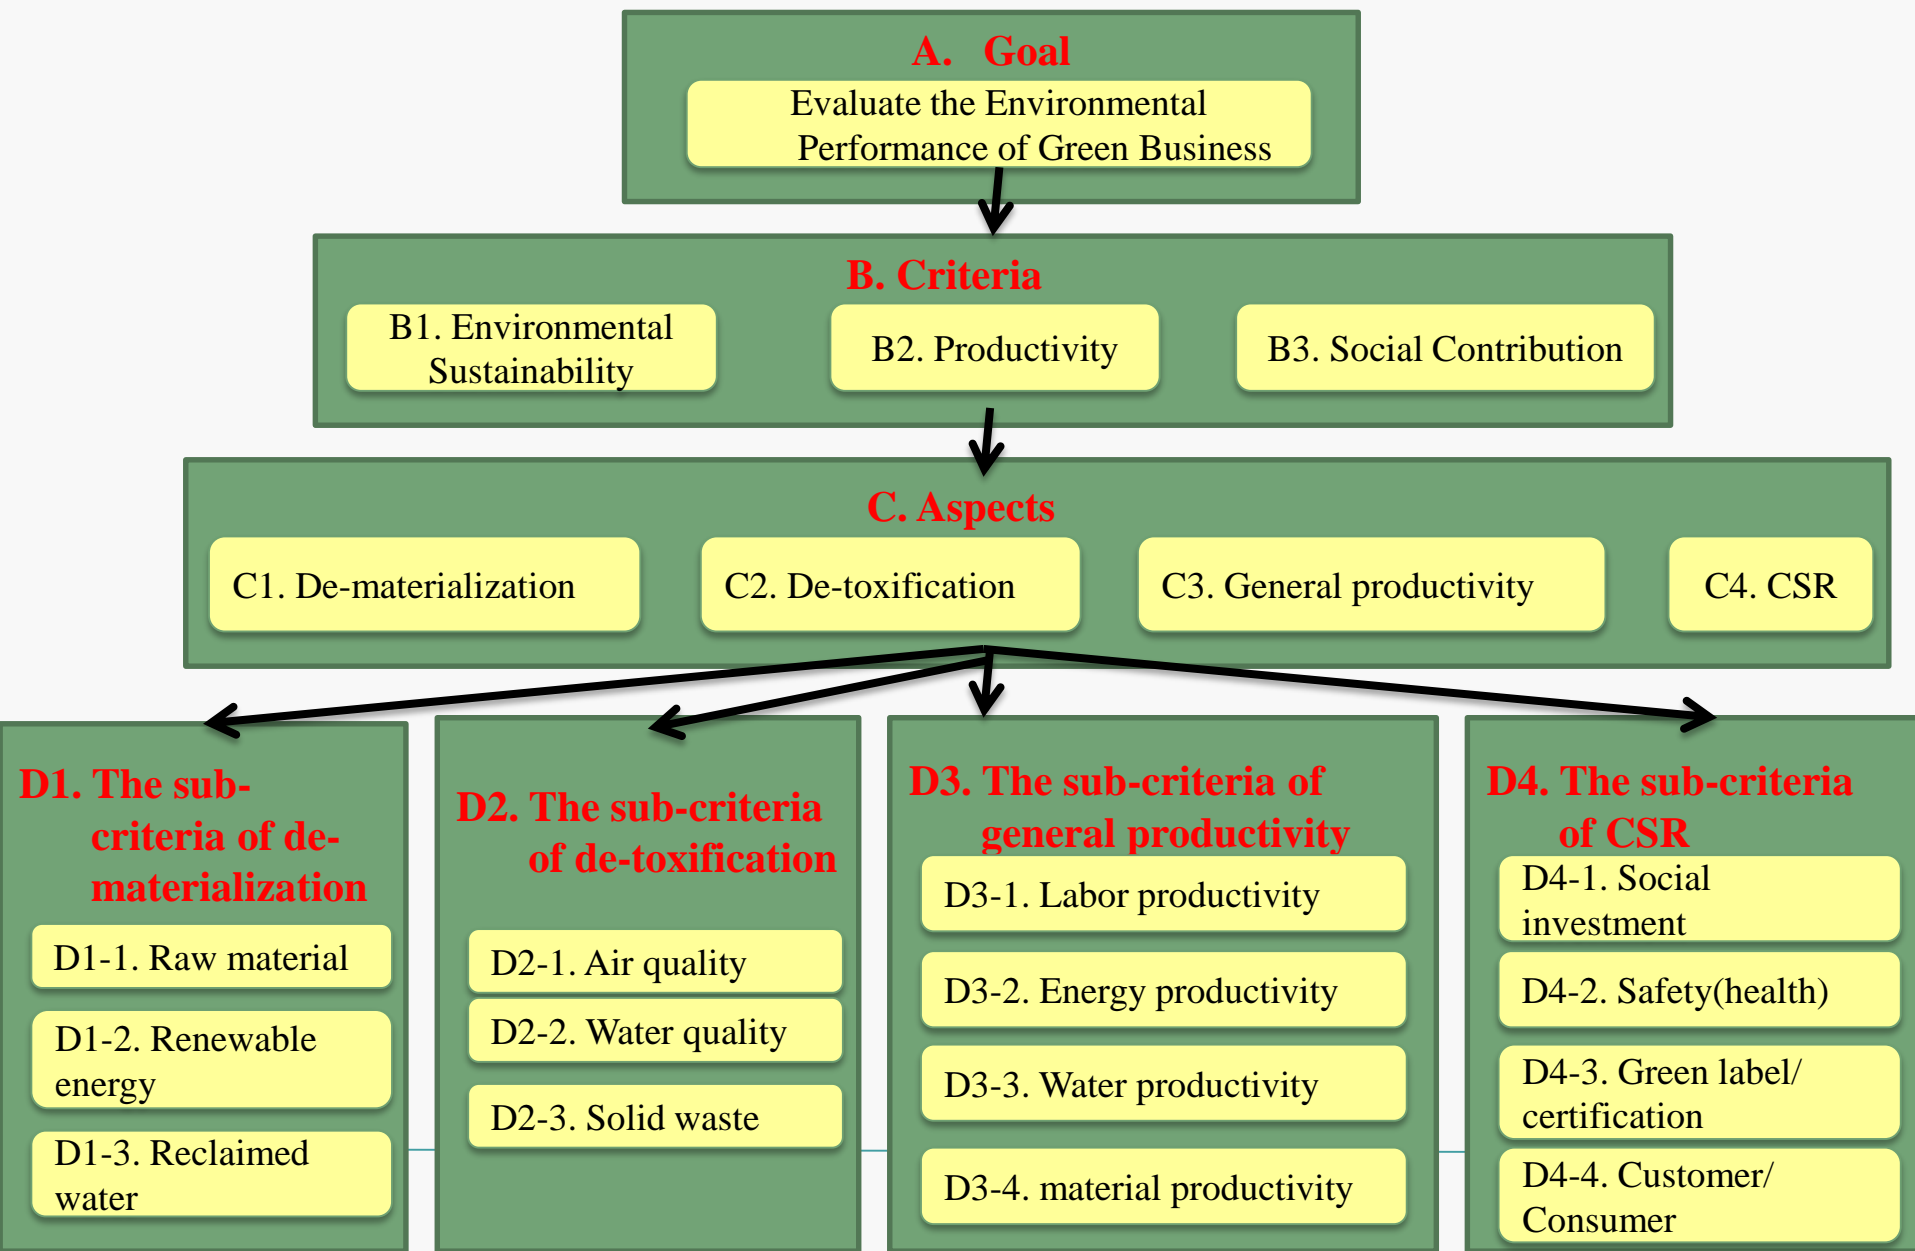 A. Goal
Evaluate the Environmental
Performance of Green Business
B. Criteria
B1. Environmental
Sustainability
B2. Productivity
B3. Social Contribution
C. Aspects
C1. De-materialization
C2. De-toxification
C3. General productivity
C4. CSR
D1. The sub-
criteria of de-
materialization
D1-1. Raw material
D1-2. Renewable
energy
D1-3. Reclaimed
water
D2. The sub-criteria
of de-toxification
D2-1. Air quality
D2-2. Water quality
D2-3. Solid waste
D3. The sub-criteria of
general productivity
D3-1. Labor productivity
D3-2. Energy productivity
D3-3. Water productivity
D3-4. material productivity
D4. The sub-criteria
of CSR
D4-1. Social
investment
D4-2. Safety(health)
D4-3. Green label/
certification
D4-4. Customer/
Consumer